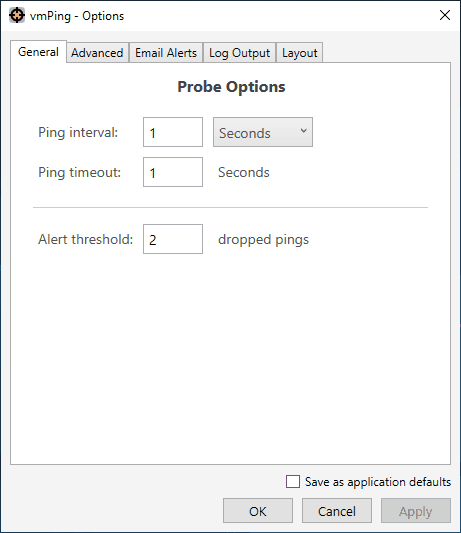 vmPing - Options
General Advanced Email Alerts Log Output Layout
Probe Options
Ping interval: 1 Seconds
Ping timeout: 1 Seconds
Alert threshold: 2 dropped pings
Save as application defaults
OK Cancel Apply